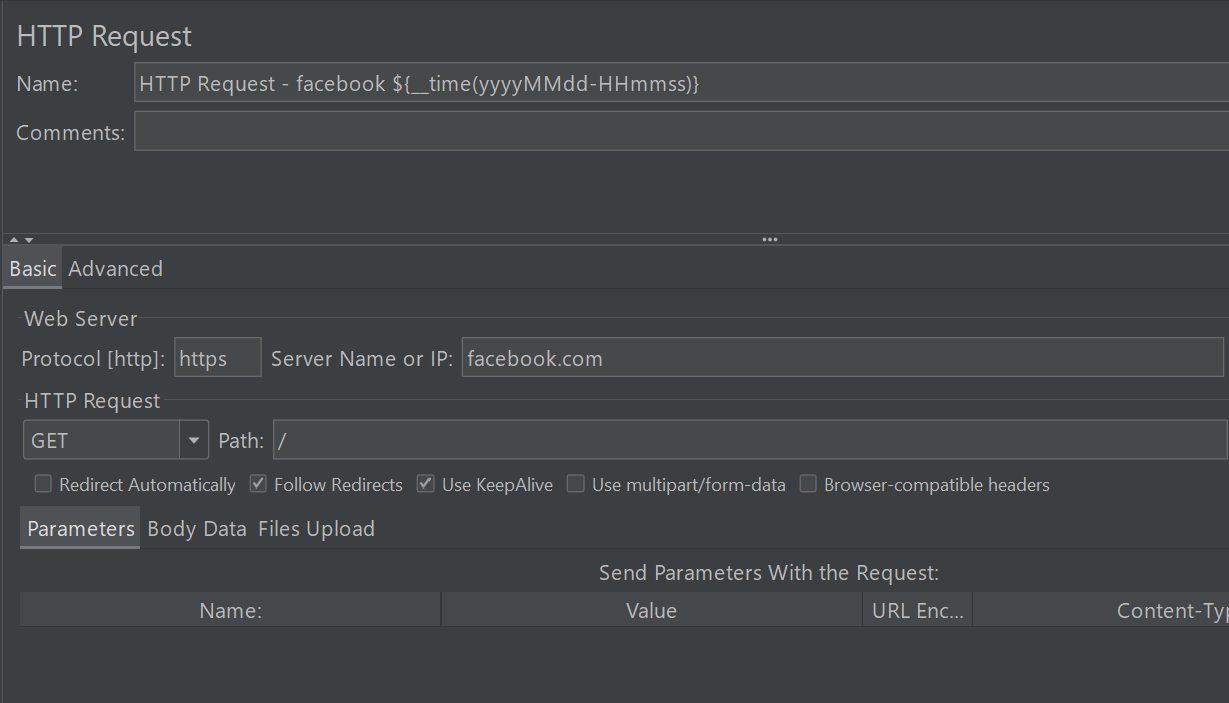 HTTP Request
Name: HTTP Request - facebook ${__time(yyyyMMdd-HHmmss)}
Comments:
Basic Advanced
Web Server
Protocol [http]: https Server Name or IP: facebook.com
HTTP Request
GET Path: /
Redirect Automatically Follow Redirects Use KeepAlive Use multipart/form-data Browser-compatible headers
Parameters Body Data Files Upload
Send Parameters With the Request:
Name: Value URL Enc... Content-Typ